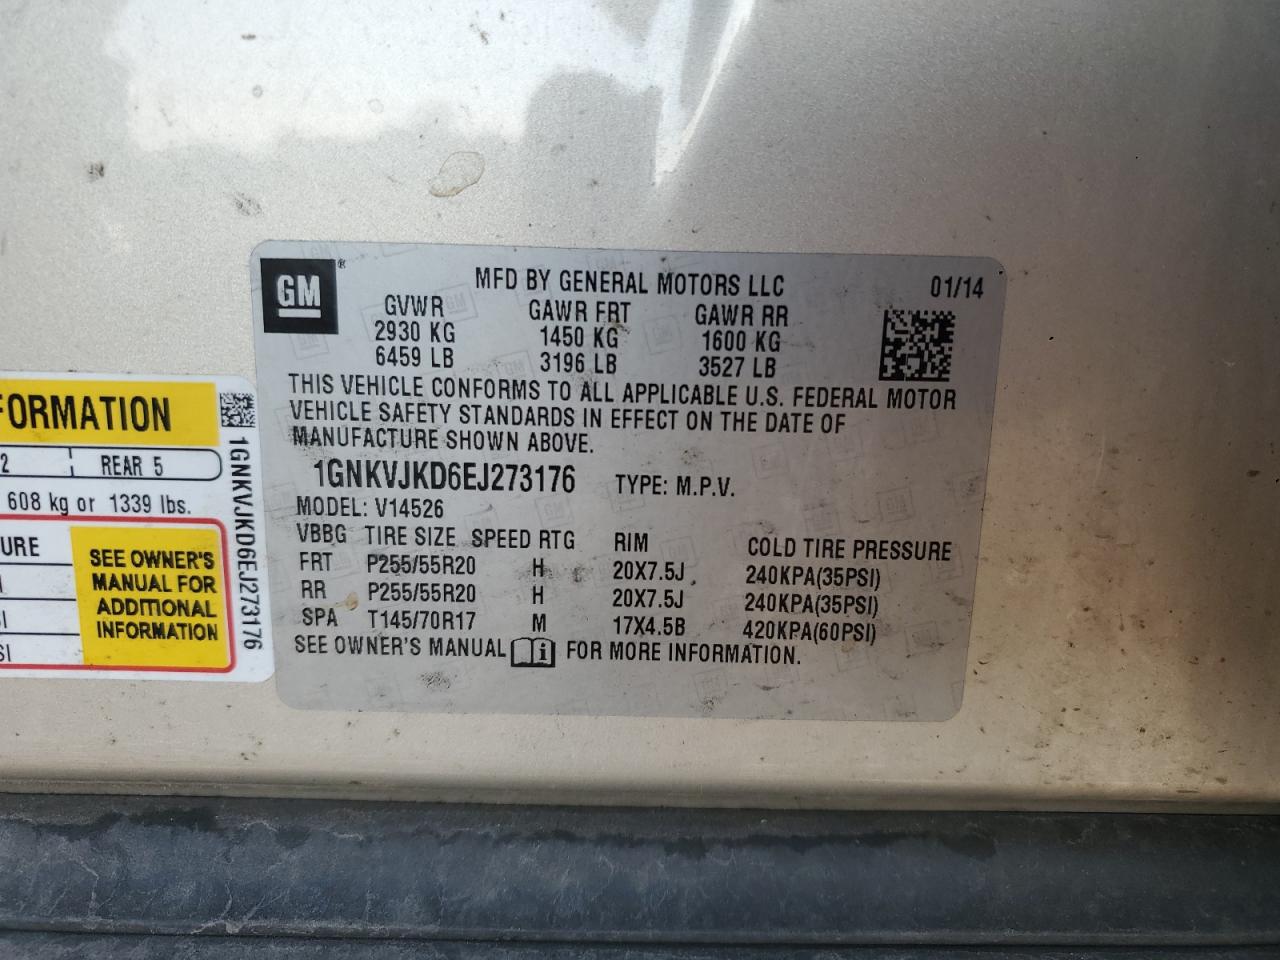 GM ®
MFD BY GENERAL MOTORS LLC 01/14
GVWR GAWR FRT GAWR RR
2930 KG 1450 KG 1600 KG
6459 LB 3196 LB 3527 LB
THIS VEHICLE CONFORMS TO ALL APPLICABLE U.S. FEDERAL MOTOR
VEHICLE SAFETY STANDARDS IN EFFECT ON THE DATE OF
MANUFACTURE SHOWN ABOVE.
1GNKVJKD6EJ273176 TYPE: M.P.V.
MODEL: V14526
VBBG TIRE SIZE SPEED RTG RIM COLD TIRE PRESSURE
FRT P255/55R20 H 20X7.5J 240KPA(35PSI)
RR P255/55R20 H 20X7.5J 240KPA(35PSI)
SPA T145/70R17 M 17X4.5B 420KPA(60PSI)
SEE OWNER'S MANUAL i FOR MORE INFORMATION.
FORMATION
2 REAR 5
608 kg or 1339 lbs.
URE
SI
SI
SEE OWNER'S
MANUAL FOR
ADDITIONAL
INFORMATION
1GNKVJKD6EJ273176